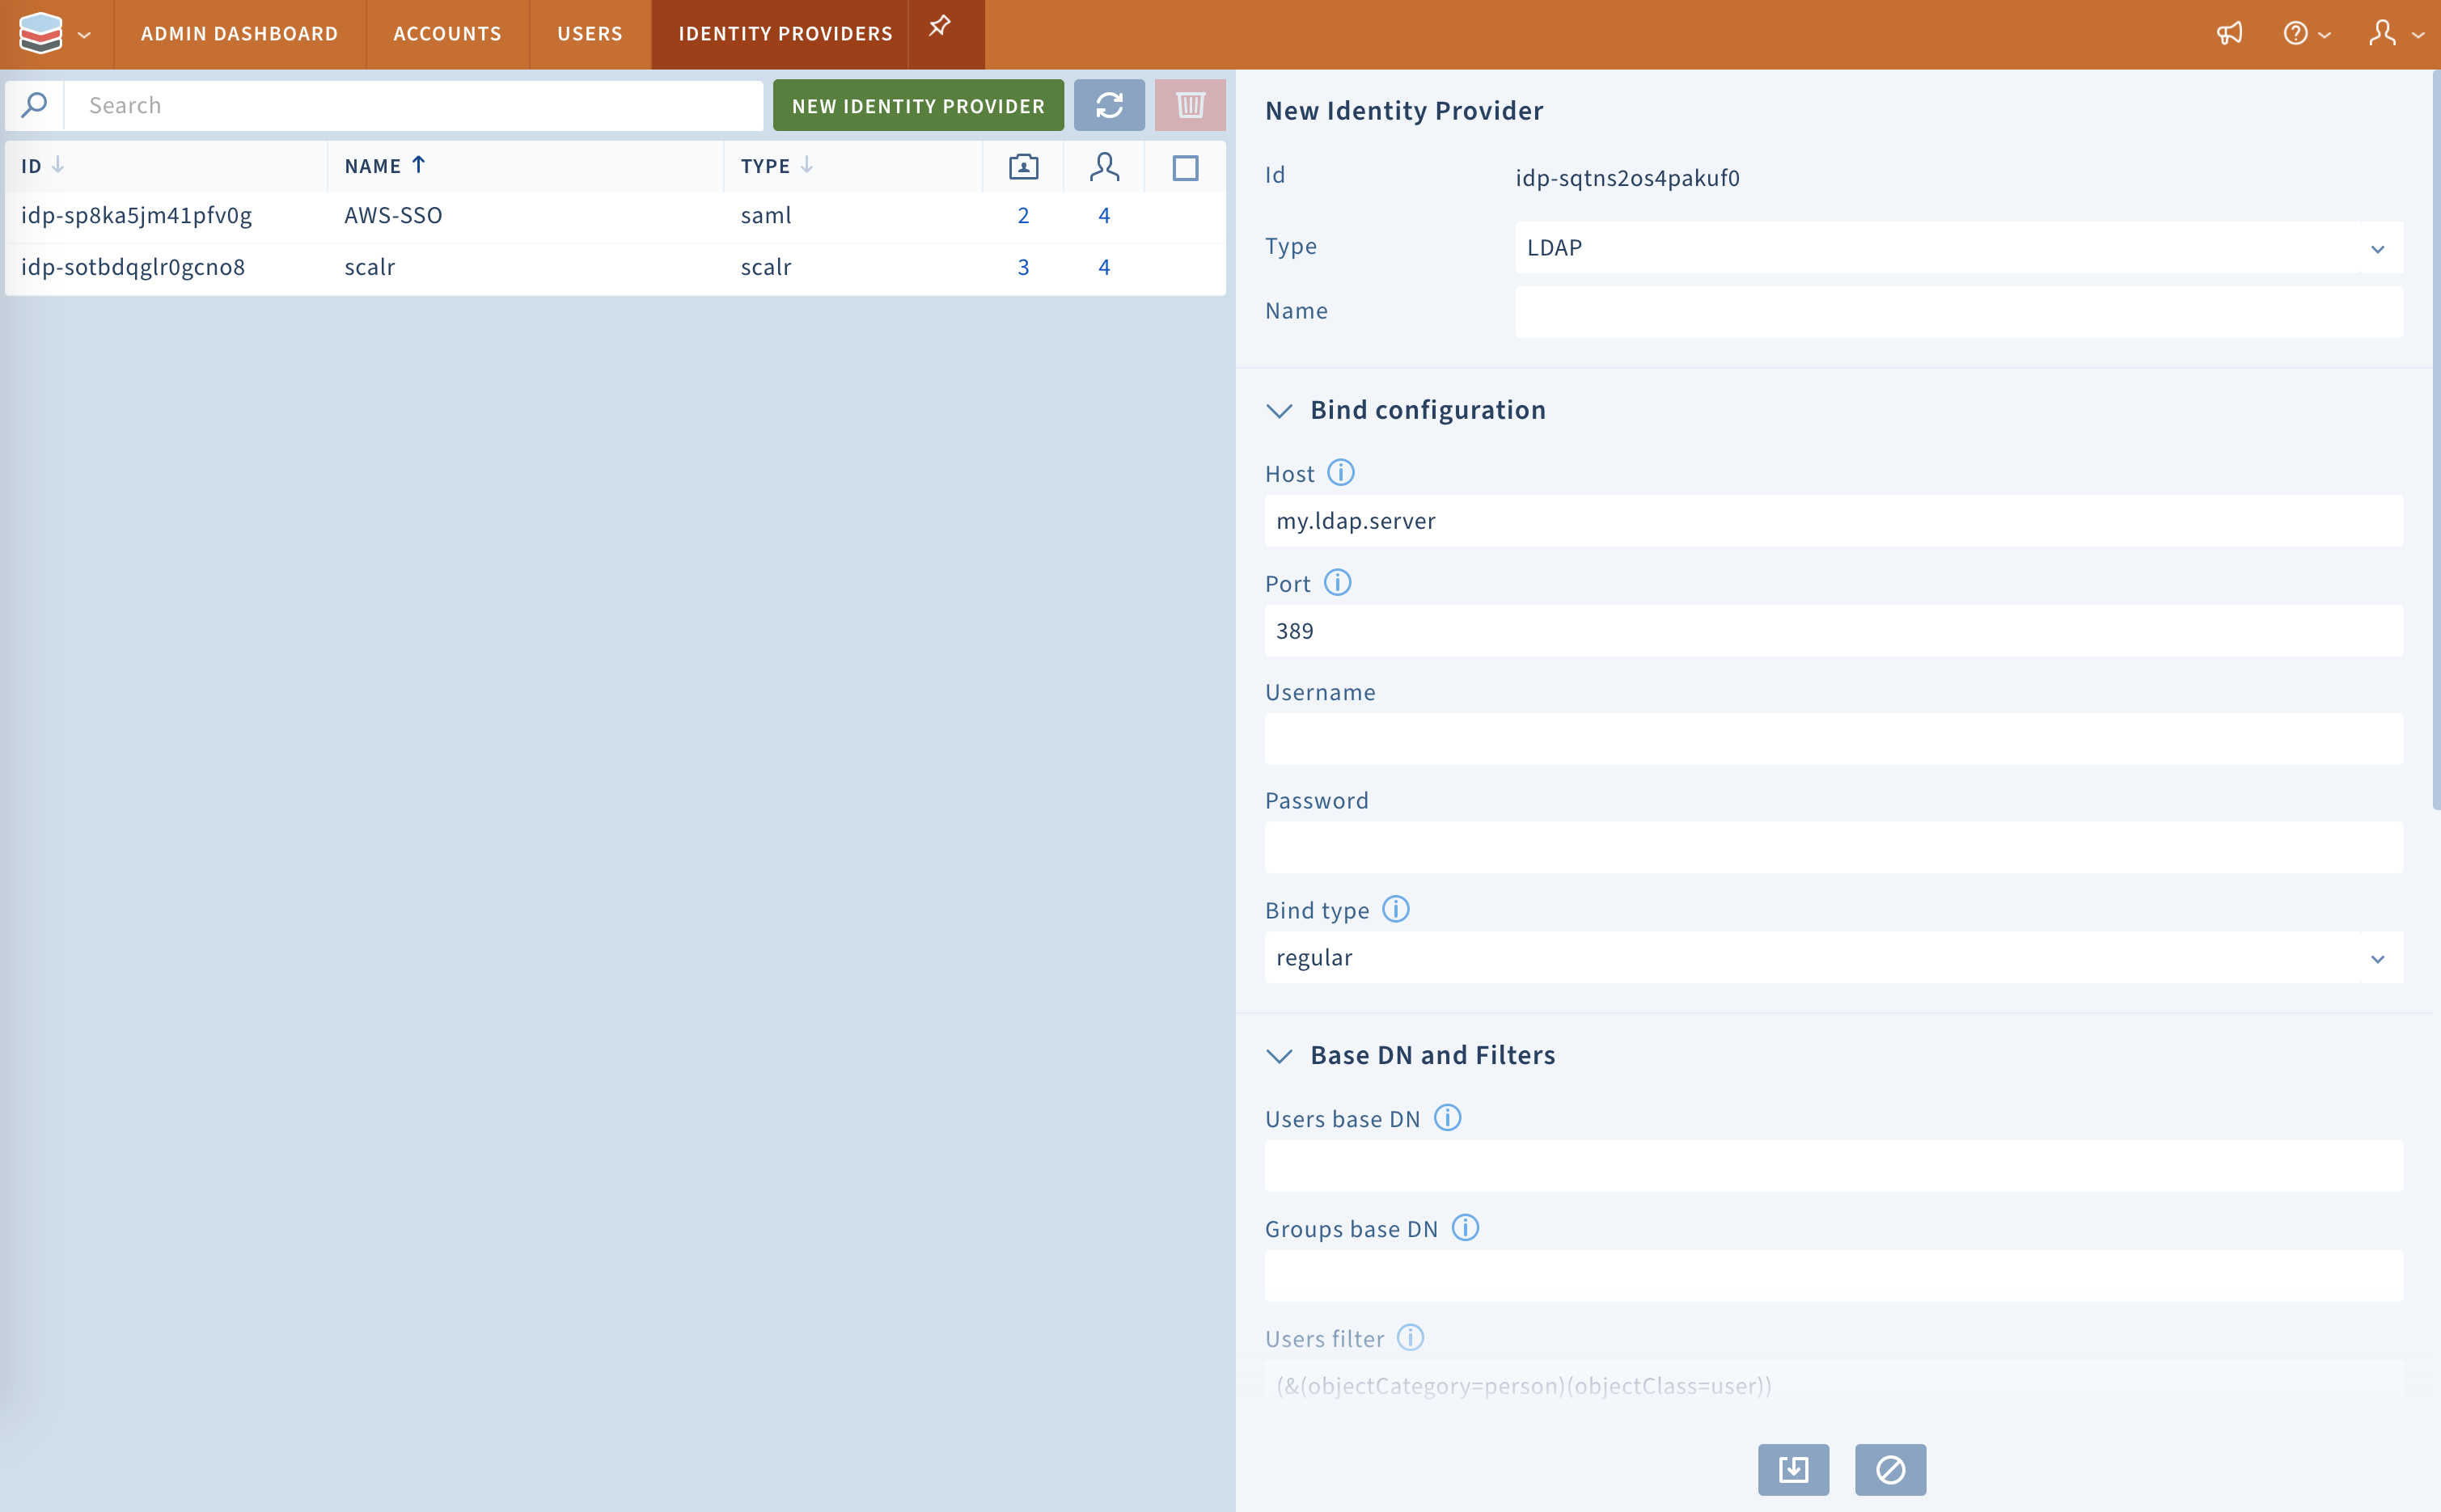 ADMIN DASHBOARD ACCOUNTS USERS IDENTITY PROVIDERS
Search NEW IDENTITY PROVIDER
ID NAME TYPE
idp-sp8ka5jm41pfv0g AWS-SSO saml 2 4
idp-sotbdqglr0gcno8 scalr scalr 3 4
New Identity Provider
Id idp-sqtns2os4pakuf0
Type LDAP
Name
Bind configuration
Host
my.ldap.server
Port
389
Username
Password
Bind type
regular
Base DN and Filters
Users base DN
Groups base DN
Users filter
(&(objectCategory=person)(objectClass=user))